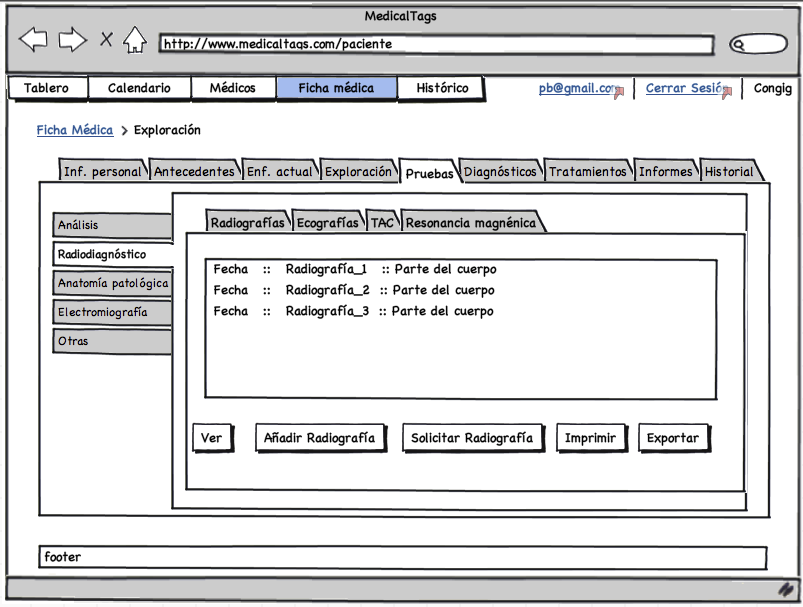 MedicalTags
http://www.medicaltags.com/paciente
Tablero Calendario Médicos Ficha médica Histórico pb@gmail.com Cerrar Sesión Congig
Ficha Médica > Exploración
Inf. personal Antecedentes Enf. actual Exploración Pruebas Diagnósticos Tratamientos Informes Historial
Análisis
Radiodiagnóstico
Anatomía patológica
Electromiografía
Otras
Radiografías Ecografías TAC Resonancia magnénica
Fecha :: Radiografía_1 :: Parte del cuerpo
Fecha :: Radiografía_2 :: Parte del cuerpo
Fecha :: Radiografía_3 :: Parte del cuerpo
Ver Añadir Radiografía Solicitar Radiografía Imprimir Exportar
footer